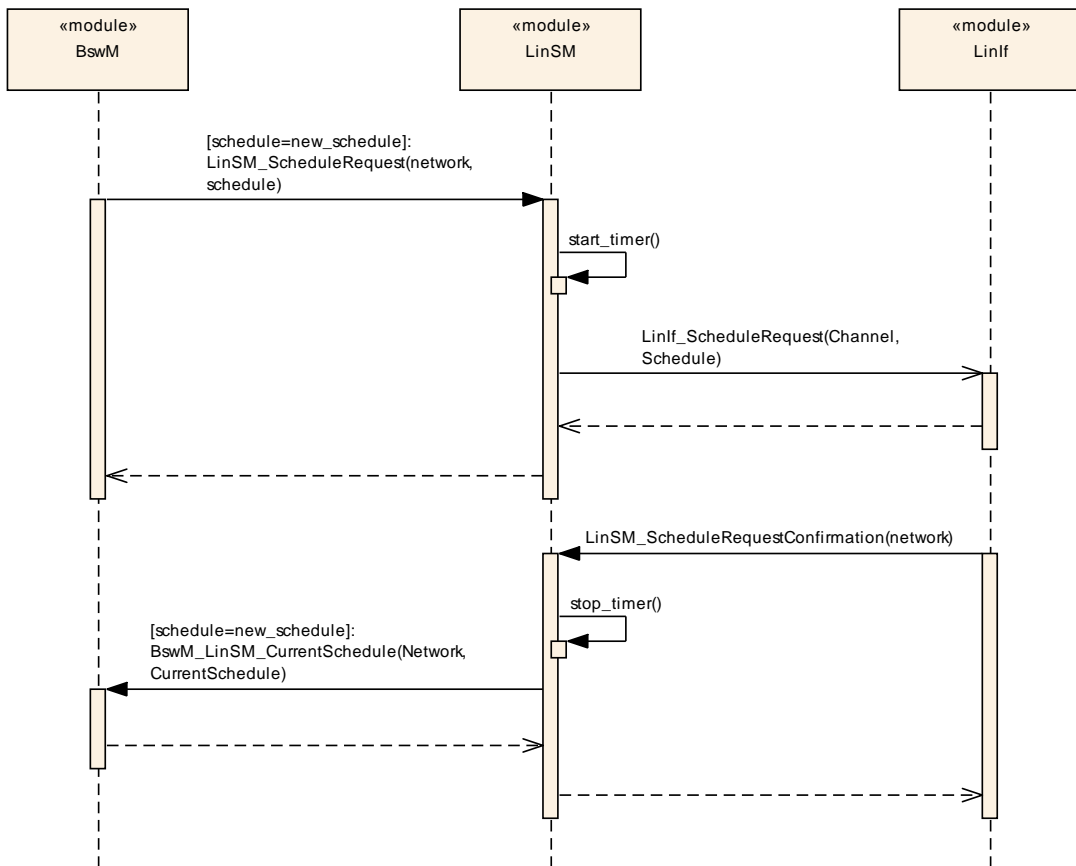 «module»
BswM
«module»
LinSM
«module»
LinIf
[schedule=new_schedule]:
LinSM_ScheduleRequest(network,
schedule)
start_timer()
LinIf_ScheduleRequest(Channel,
Schedule)
LinSM_ScheduleRequestConfirmation(network)
stop_timer()
[schedule=new_schedule]:
BswM_LinSM_CurrentSchedule(Network,
CurrentSchedule)